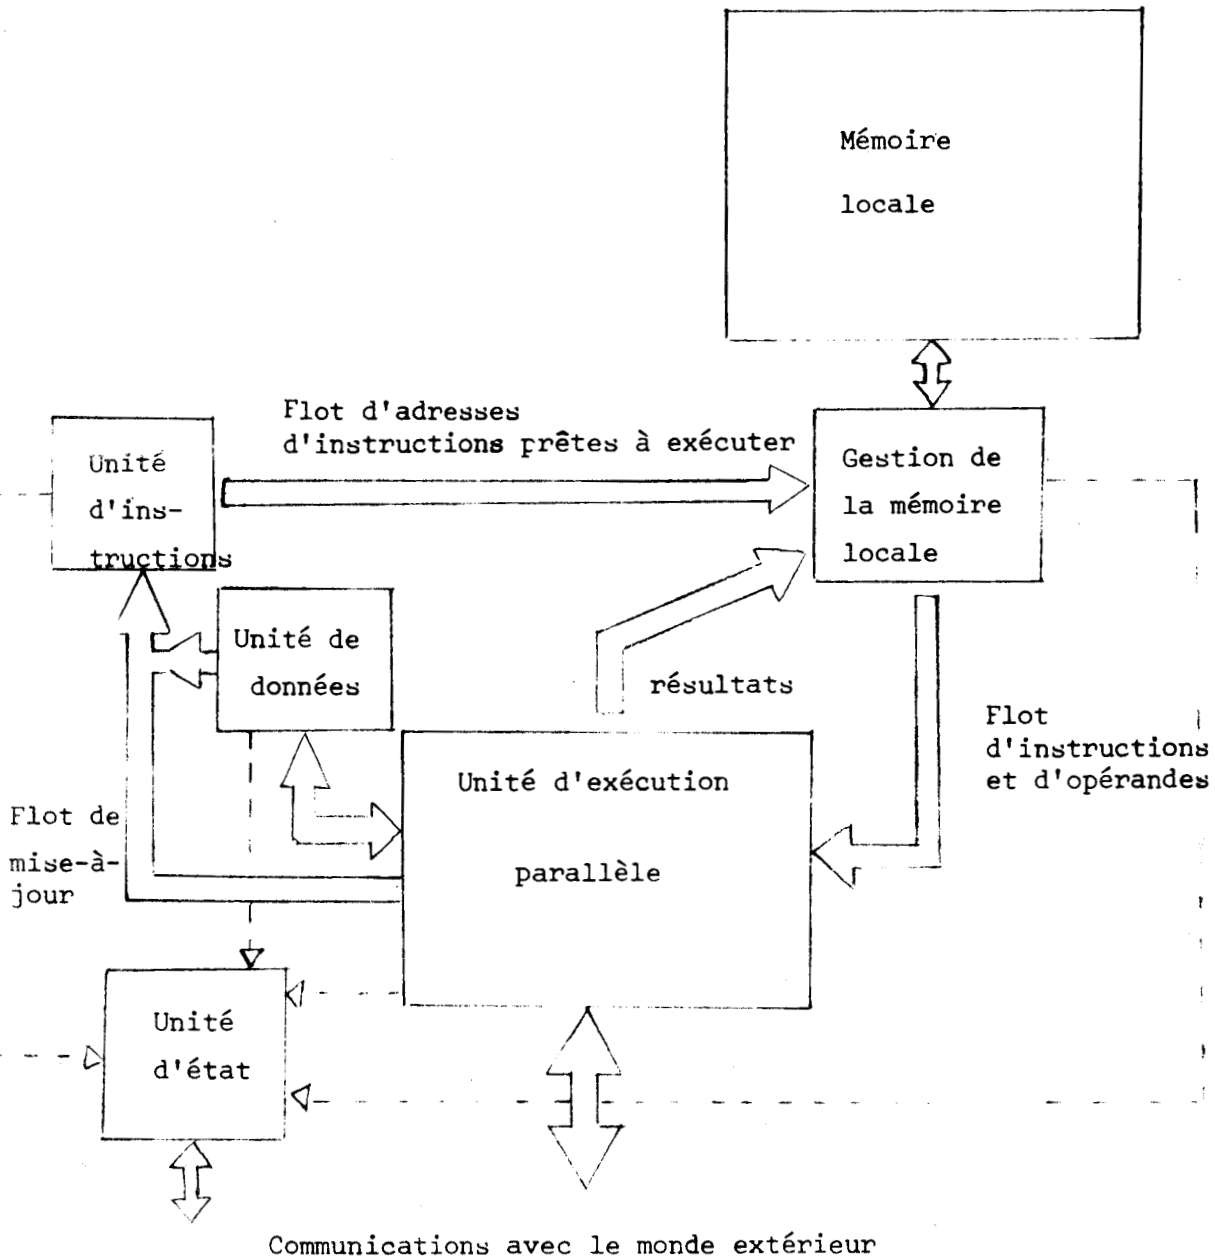 Mémoire
locale
Flot d'adresses
d'instructions prêtes à exécuter
Unité
d'ins-
tructions
Gestion de
la mémoire
locale
Unité de
données
résultats
Flot
d'instructions
et d'opérandes
Unité d'exécution
parallèle
Flot de
mise-à-
jour
Unité
d'état
Communications avec le monde extérieur